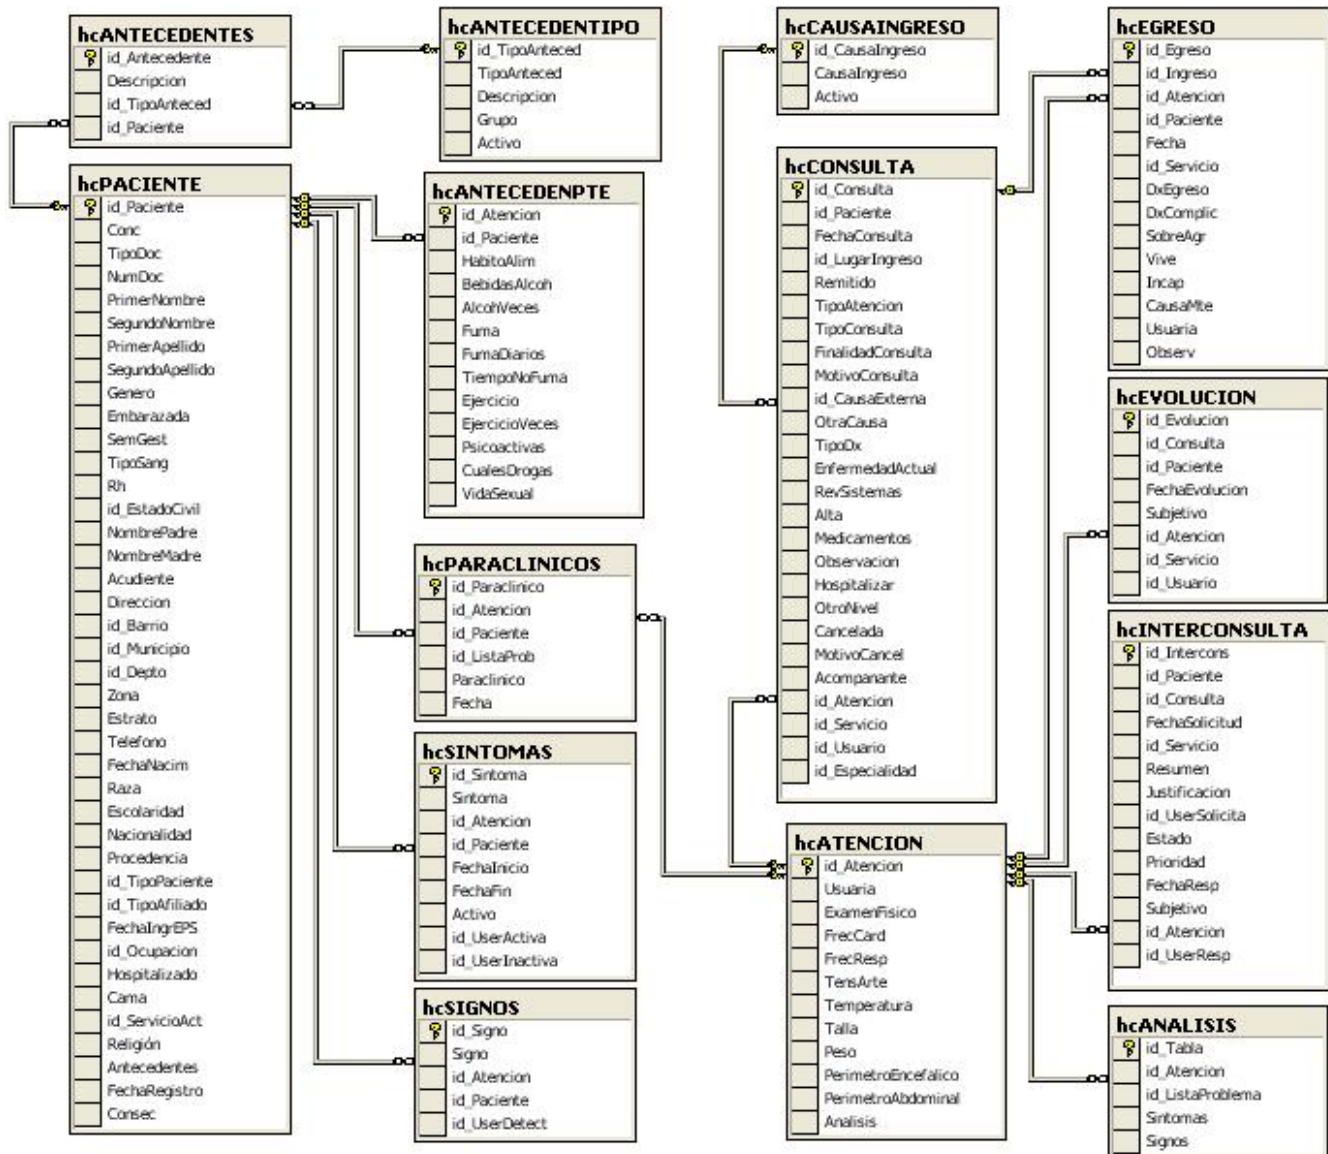 hcANTECEDENTES
id_Antecedente
Descripcion
id_TipoAnteced
id_Paciente
hcANTECEDENTIPO
id_TipoAnteced
TipoAnteced
Descripcion
Grupo
Activo
hcPACIENTE
id_Paciente
Conc
TipoDoc
NumDoc
PrimerNombre
SegundoNombre
PrimerApellido
SegundoApellido
Genero
Embarazada
SemGest
TipoSang
Rh
id_EstadoCivil
NombrePadre
NombreMadre
Acudiente
Direccion
id_Barrio
id_Municipio
id_Depto
Zona
Estrato
Telefono
FechaNacim
Raza
Escolaridad
Nacionalidad
Procedencia
id_TipoPaciente
id_TipoAfiliado
FechaIngrEPS
id_Ocupacion
Hospitalizado
Cama
id_ServicioAct
Religión
Antecedentes
FechaRegistro
Consec
hcANTECEDENPTE
id_Atencion
id_Paciente
HabitoAlim
BebidasAlcoh
AlcohVeces
Fuma
FumaDiarios
TiempoNoFuma
Ejercicio
EjercicioVeces
Psicoactivas
CualesDrogas
VidaSexual
hcPARACLINICOS
id_Paraclinico
id_Atencion
id_Paciente
id_ListaProb
Paraclinico
Fecha
hcSINTOMAS
id_Sintoma
Sintoma
id_Atencion
id_Paciente
FechaInicio
FechaFin
Activo
id_UserActiva
id_UserInactiva
hcSIGNOS
id_Signo
Signo
id_Atencion
id_Paciente
id_UserDetect
hcCAUSAINGRESO
id_CausaIngreso
CausaIngreso
Activo
hcCONSULTA
id_Consulta
id_Paciente
FechaConsulta
id_LugarIngreso
Remitido
TipoAtencion
TipoConsulta
FinalidadConsulta
MotivoConsulta
id_CausaExterna
OtraCausa
TipoDx
EnfermedadActual
RevSistemas
Alta
Medicamentos
Observacion
Hospitalizar
OtroNivel
Cancelada
MotivoCancel
Acompanante
id_Atencion
id_Servicio
id_Usuario
id_Especialidad
hcATENCION
id_Atencion
Usuaria
ExamenFisico
FrecCard
FrecResp
TensArte
Temperatura
Talla
Peso
PerimetroEncefalico
PerimetroAbdominal
Analisis
hcEGRESO
id_Egreso
id_Ingreso
id_Atencion
id_Paciente
Fecha
id_Servicio
DxEgreso
DxComplic
SobreAgr
Vive
Incap
CausaMte
Usuaria
Observ
hcEVOLUCION
id_Evolucion
id_Consulta
id_Paciente
FechaEvolucion
Subjetivo
id_Atencion
id_Servicio
id_Usuario
hcINTERCONSULTA
id_Intercons
id_Paciente
id_Consulta
FechaSolicitud
id_Servicio
Resumen
Justificacion
id_UserSolicita
Estado
Prioridad
FechaResp
Subjetivo
id_Atencion
id_UserResp
hcANALISIS
id_Tabla
id_Atencion
id_ListaProblema
Sintomas
Signos